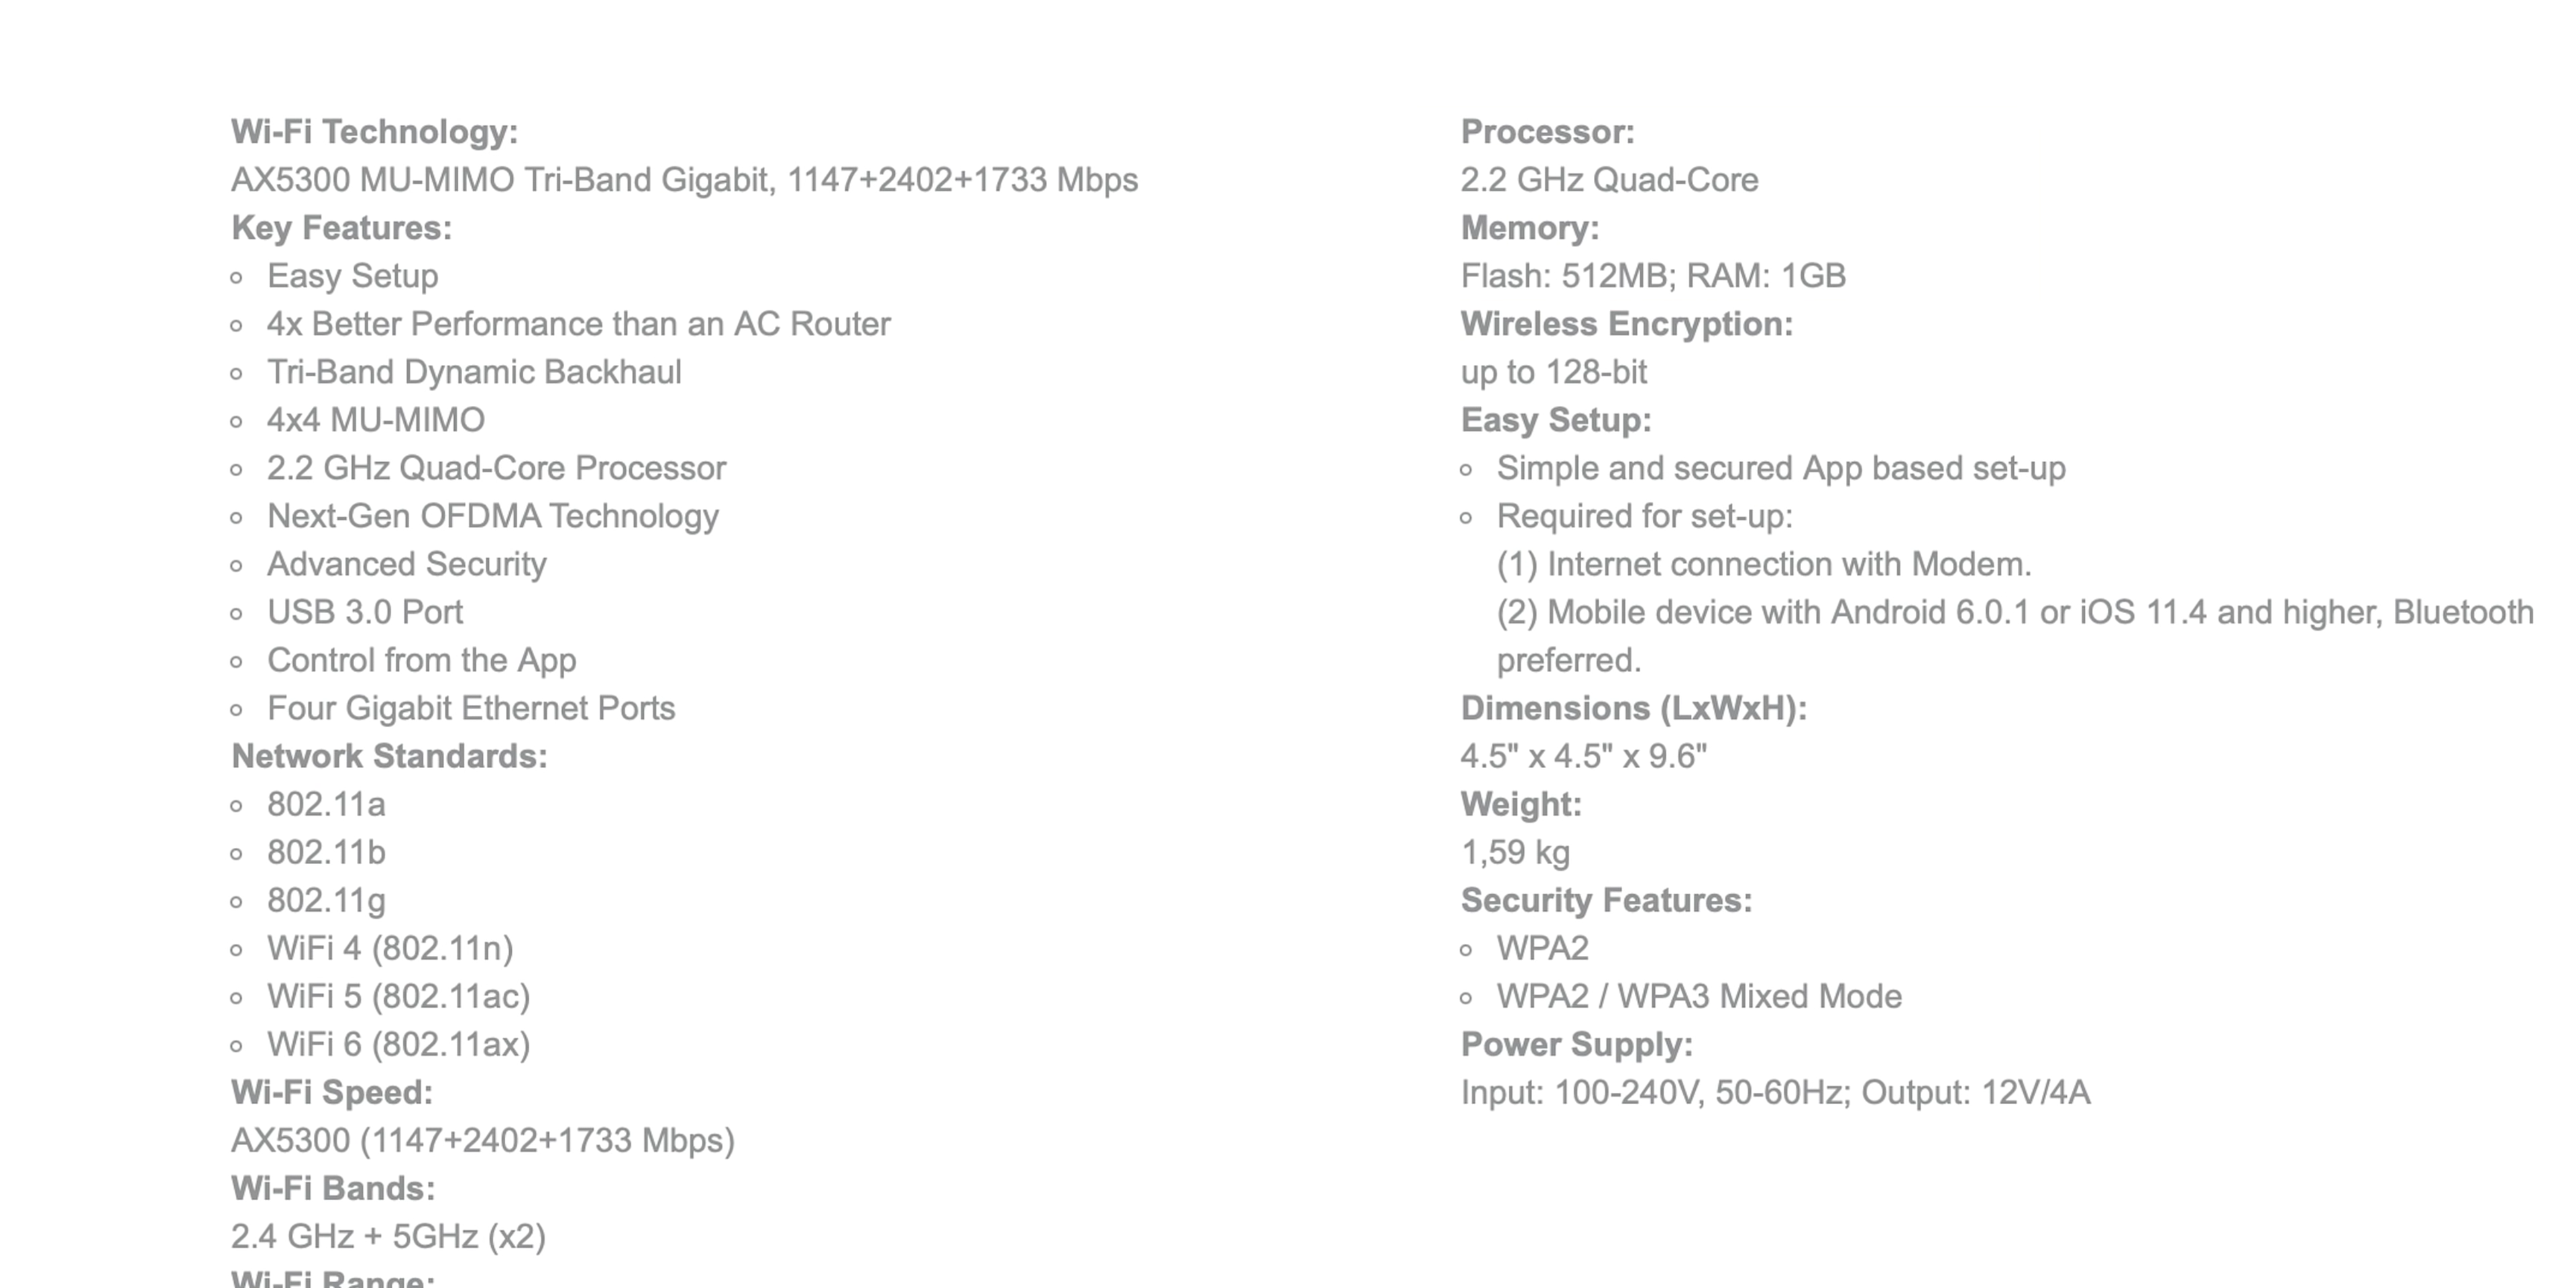 Wi-Fi Technology:
AX5300 MU-MIMO Tri-Band Gigabit, 1147+2402+1733 Mbps
Key Features:
Easy Setup
4x Better Performance than an AC Router
Tri-Band Dynamic Backhaul
4x4 MU-MIMO
2.2 GHz Quad-Core Processor
Next-Gen OFDMA Technology
Advanced Security
USB 3.0 Port
Control from the App
Four Gigabit Ethernet Ports
Network Standards:
802.11a
802.11b
802.11g
WiFi 4 (802.11n)
WiFi 5 (802.11ac)
WiFi 6 (802.11ax)
Wi-Fi Speed:
AX5300 (1147+2402+1733 Mbps)
Wi-Fi Bands:
2.4 GHz + 5GHz (x2)
Wi-Fi Range:
Processor:
2.2 GHz Quad-Core
Memory:
Flash: 512MB; RAM: 1GB
Wireless Encryption:
up to 128-bit
Easy Setup:
Simple and secured App based set-up
Required for set-up:
(1) Internet connection with Modem.
(2) Mobile device with Android 6.0.1 or iOS 11.4 and higher, Bluetooth
preferred.
Dimensions (LxWxH):
4.5" x 4.5" x 9.6"
Weight:
1,59 kg
Security Features:
WPA2
WPA2 / WPA3 Mixed Mode
Power Supply:
Input: 100-240V, 50-60Hz; Output: 12V/4A